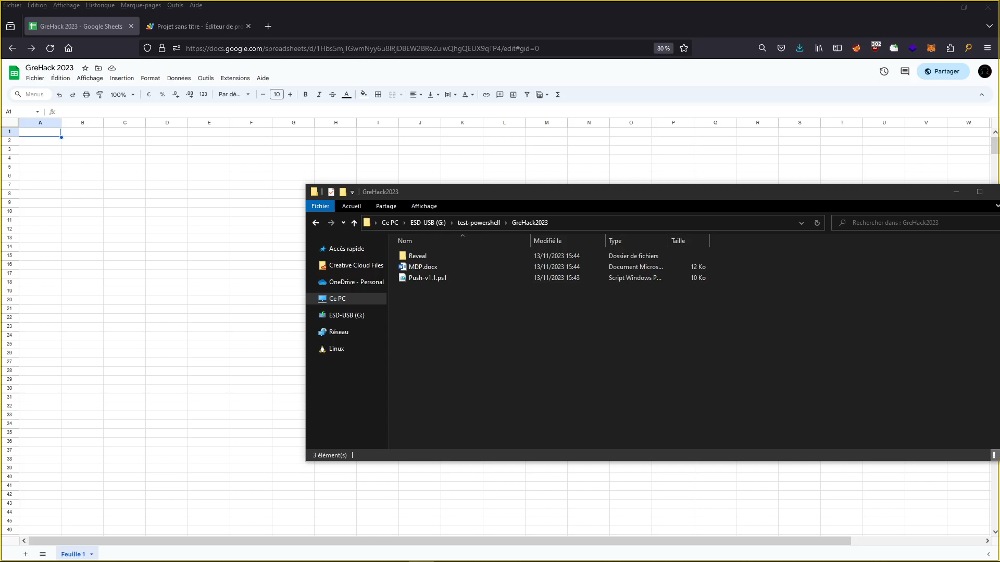 Fichier Édition Affichage Historique Marque-pages Outils Aide
GreHack 2023 - Google Sheets
Projet sans titre - Éditeur de pro
https://docs.google.com/spreadsheets/d/1Hbs5mjTGwmNyy6u8lRjDBEW2BReZuiwQhgQEUX9qTP4/edit#gid=0
80 %
302
GreHack 2023
Fichier Édition Affichage Insertion Format Données Outils Extensions Aide
Partager
Menus
100%
€ % .0 .00 123
Par dé...
10
B I A
A1
fx
A B C D E F G H I J K L M N O P Q R S T U V W
1
2
3
4
5
6
7
8
9
10
11
12
13
14
15
16
17
18
19
20
21
22
23
24
25
26
27
28
29
30
31
32
33
34
35
36
37
38
39
40
41
42
43
44
45
46
GreHack2023
Fichier Accueil Partage Affichage
Ce PC > ESD-USB (G:) > test-powershell > GreHack2023
Rechercher dans : GreHack2023
Accès rapide
Creative Cloud Files
OneDrive - Personal
Ce PC
ESD-USB (G:)
Réseau
Linux
Nom Modifié le Type Taille
Reveal 13/11/2023 15:44 Dossier de fichiers
MDP.docx 13/11/2023 15:44 Document Micros... 12 Ko
Push-v1.1.ps1 13/11/2023 15:43 Script Windows P... 10 Ko
3 élément(s)
Feuille 1